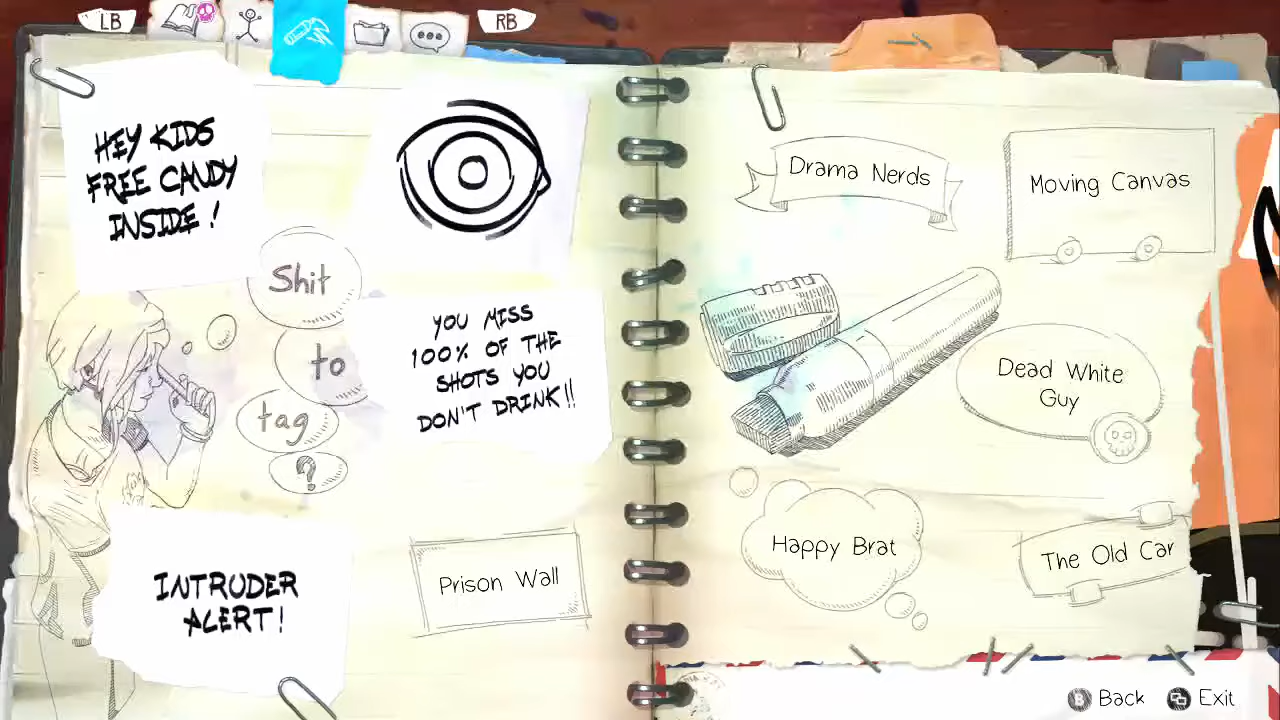 LB
RB
HEY KIDS
FREE CANDY
INSIDE!
Shit
to
tag
?
YOU MISS
100% OF THE
SHOTS YOU
DON'T DRINK!!
INTRUDER
ALERT!
Prison Wall
Drama Nerds
Moving Canvas
Dead White
Guy
Happy Brat
The Old Car
B Back
Exit